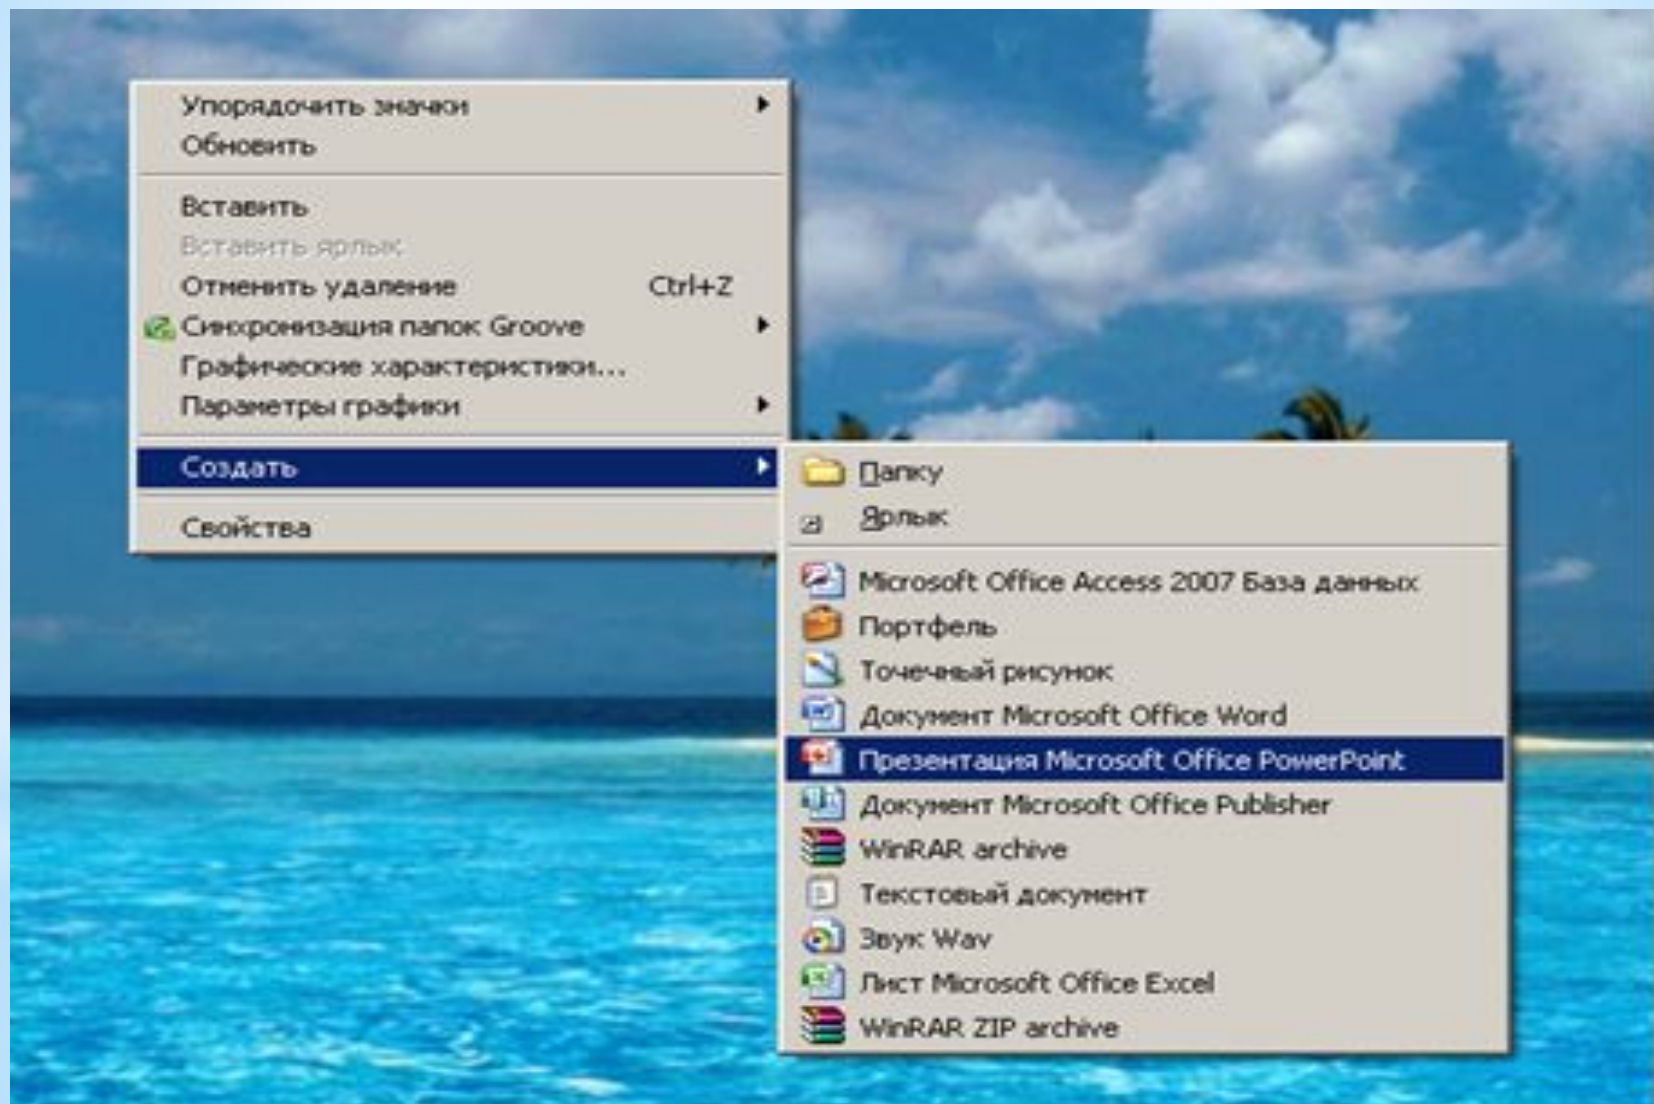 Упорядочить значки
Обновить
Вставить
Вставить ярлык
Отменить удаление Ctrl+Z
Синхронизация папок Groove
Графические характеристики...
Параметры графики
Создать
Свойства
Папку
Ярлык
Microsoft Office Access 2007 База данных
Портфель
Точечный рисунок
Документ Microsoft Office Word
Презентация Microsoft Office PowerPoint
Документ Microsoft Office Publisher
WinRAR archive
Текстовый документ
Звук Wav
Лист Microsoft Office Excel
WinRAR ZIP archive